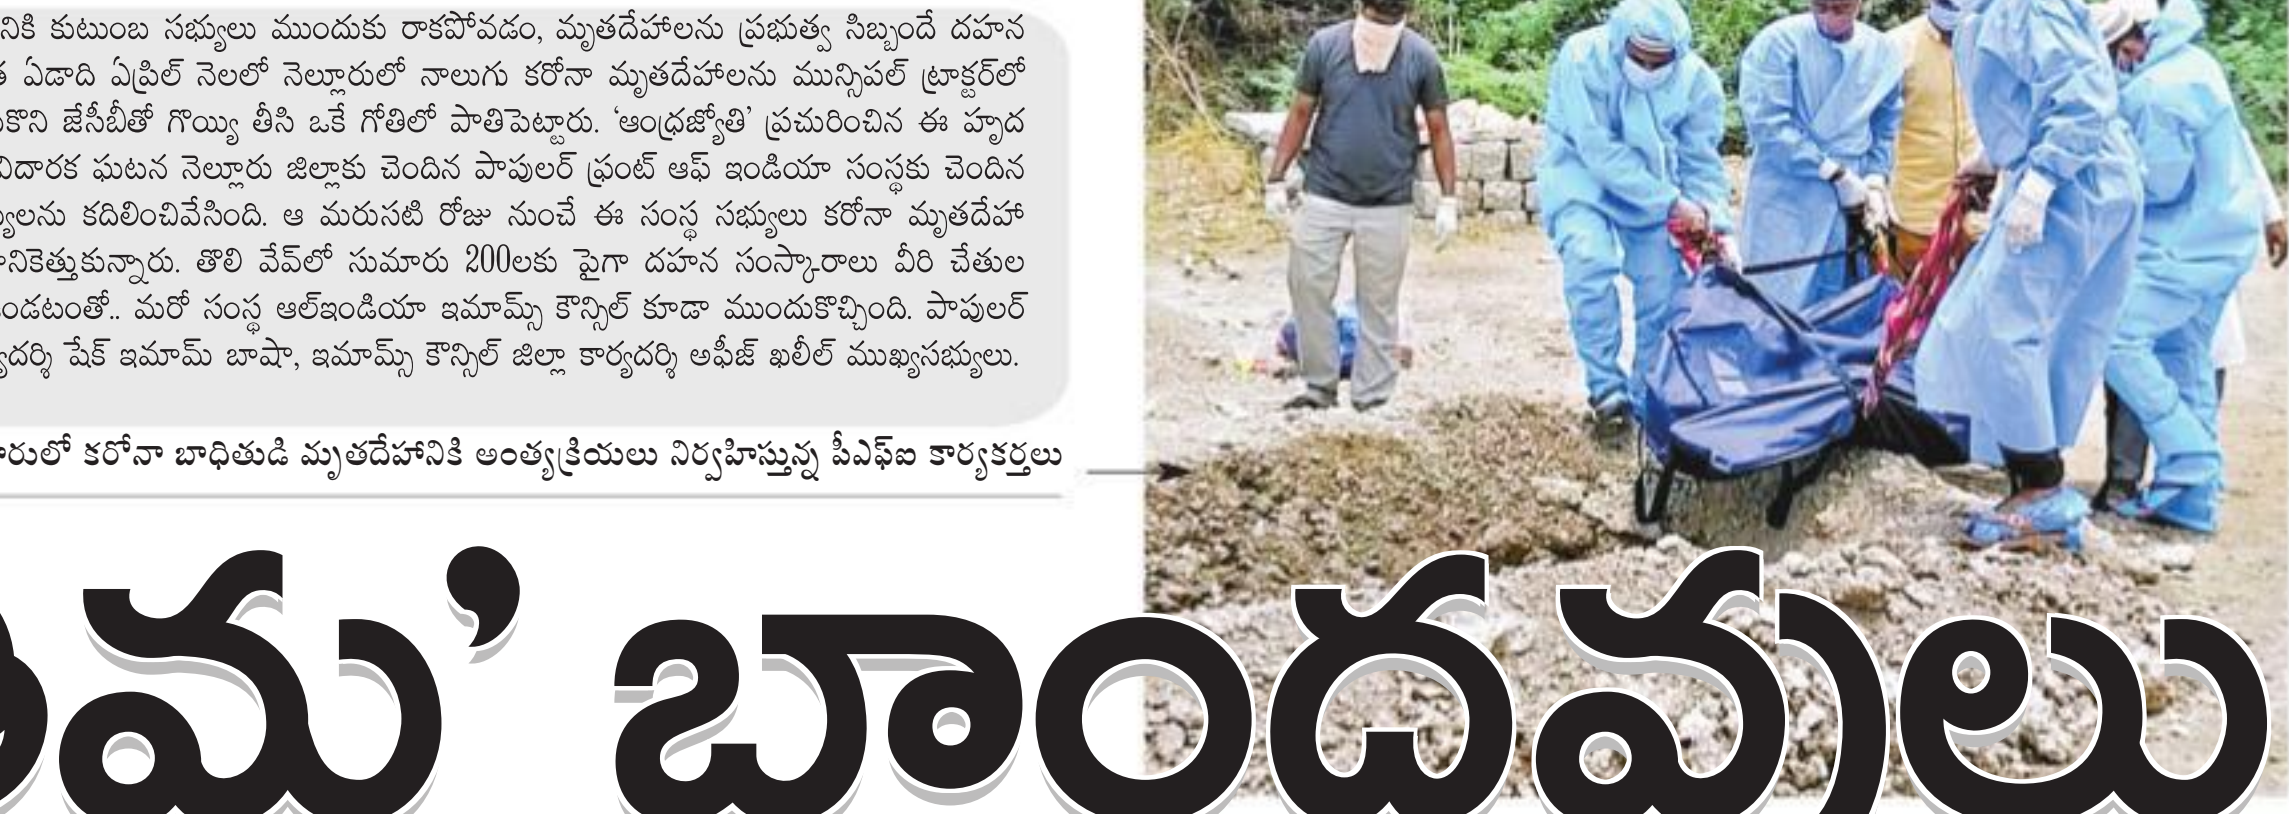 నికి కుటుంబ సభ్యులు ముందుకు రాకపోవడం, మృతదేహాలను ప్రభుత్వ సిబ్బందే దహన
ఏడాది ఏప్రిల్ నెలలో నెల్లూరులో నాలుగు కరోనా మృతదేహాలను మున్సిపల్ ట్రాక్టర్‌లో
కొని జేసీబీతో గొయ్యి తీసి ఒకే గోతిలో పాతిపెట్టారు. ‘ఆంధ్రజ్యోతి’ ప్రచురించిన ఈ హృద
విదారక ఘటన నెల్లూరు జిల్లాకు చెందిన పాపులర్ ఫ్రంట్ ఆఫ్ ఇండియా సంస్థకు చెందిన
్యులను కదిలించివేసింది. ఆ మరుసటి రోజు నుంచే ఈ సంస్థ సభ్యులు కరోనా మృతదేహా
నికెత్తుకున్నారు. తొలి వేవ్‌లో సుమారు 200లకు పైగా దహన సంస్కారాలు వీరి చేతుల
ండటంతో.. మరో సంస్థ ఆల్ఇండియా ఇమామ్స్ కౌన్సిల్ కూడా ముందుకొచ్చింది. పాపులర్
్యదర్శి షేక్ ఇమామ్ బాషా, ఇమామ్స్ కౌన్సిల్ జిల్లా కార్యదర్శి అఫీజ్ ఖలీల్ ముఖ్యసభ్యులు.
రులో కరోనా బాధితుడి మృతదేహానికి అంత్యక్రియలు నిర్వహిస్తున్న పీఎఫ్ఐ కార్యకర్తలు
మ’ బాంధవులు